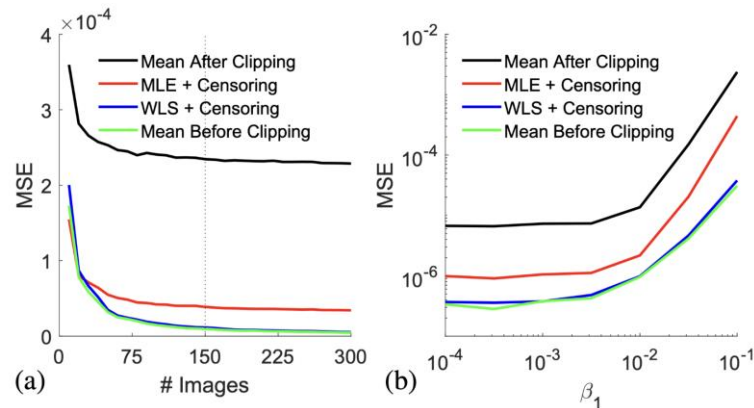 ×10⁻⁴
4
3
2
1
0
MSE
Mean After Clipping
MLE + Censoring
WLS + Censoring
Mean Before Clipping
0 75 150 225 300
# Images
(a)
10⁻²
10⁻⁴
10⁻⁶
MSE
Mean After Clipping
MLE + Censoring
WLS + Censoring
Mean Before Clipping
10⁻⁴ 10⁻³ 10⁻² 10⁻¹
β₁
(b)